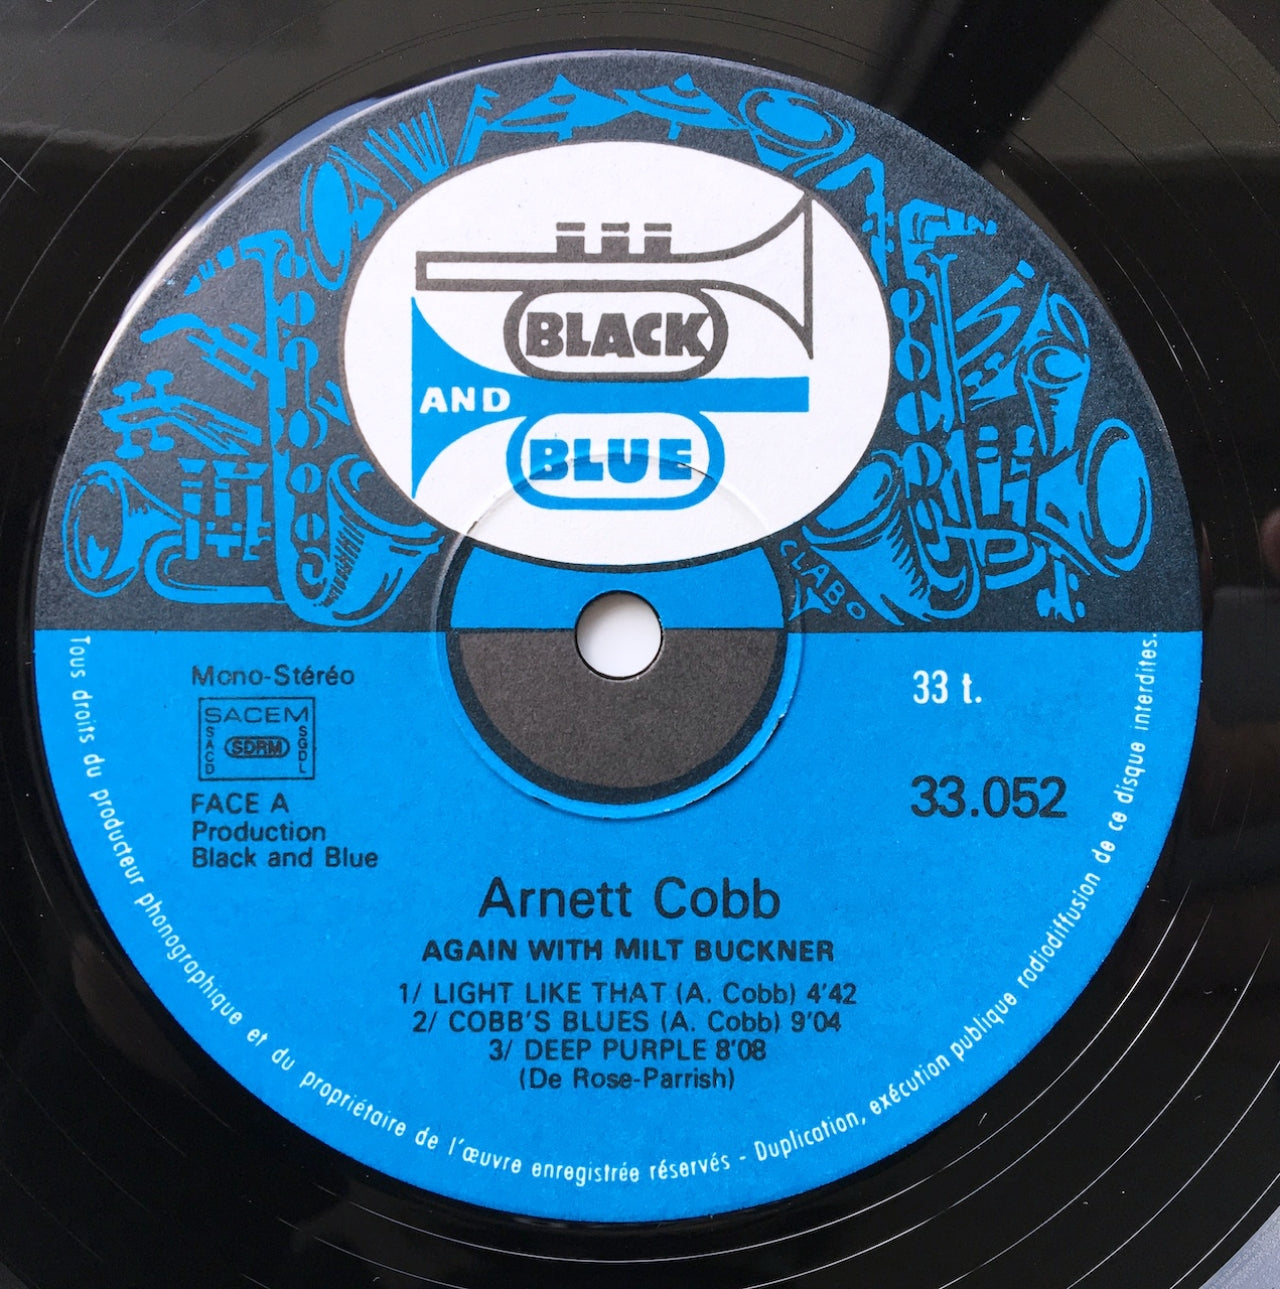 BLACK
AND
BLUE
CLABO
Mono-Stéréo
SACEM
SACD
SDRM
SGDL
FACE A
Production
Black and Blue
33 t.
33.052
Arnett Cobb
AGAIN WITH MILT BUCKNER
1/ LIGHT LIKE THAT (A. Cobb) 4'42
2/ COBB'S BLUES (A. Cobb) 9'04
3/ DEEP PURPLE 8'08
(De Rose-Parrish)
Tous droits du producteur phonographique et du propriétaire de l'œuvre enregistrée réservés - Duplication, exécution publique radiodiffusion de ce disque interdites.